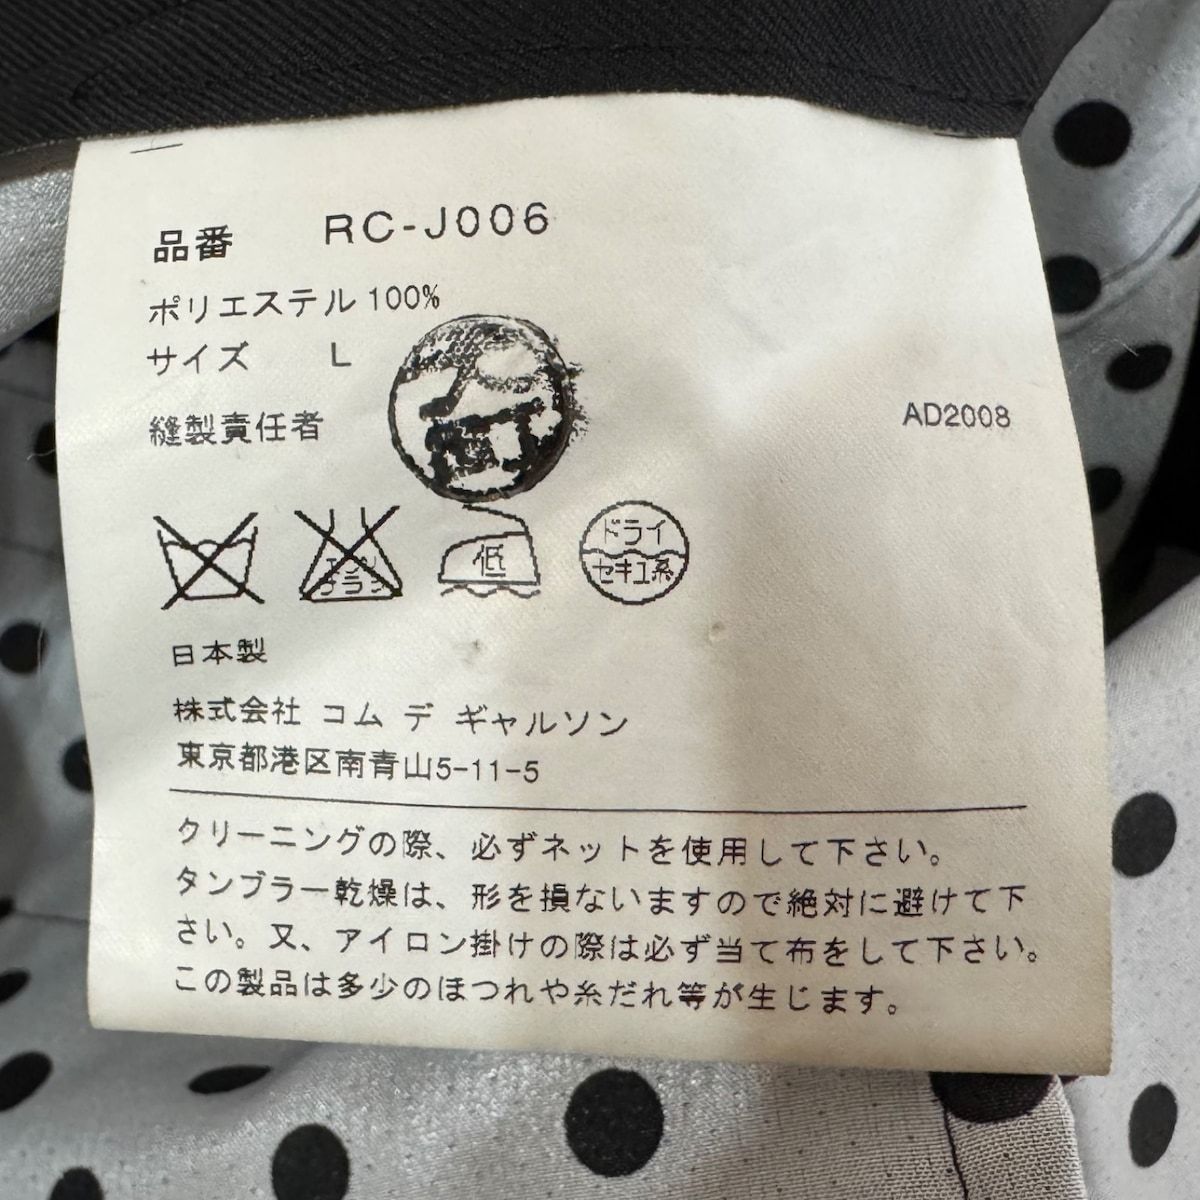 品番 RC-J006
ポリエステル 100%
サイズ L
縫製責任者
AD2008
エンソ
フラシ
低
ドライ
セキユ系
日本製
株式会社 コム デ ギャルソン
東京都港区南青山5-11-5
クリーニングの際、必ずネットを使用して下さい。
タンブラー乾燥は、形を損ないますので絶対に避けて下
さい。又、アイロン掛けの際は必ず当て布をして下さい。
この製品は多少のほつれや糸だれ等が生じます。